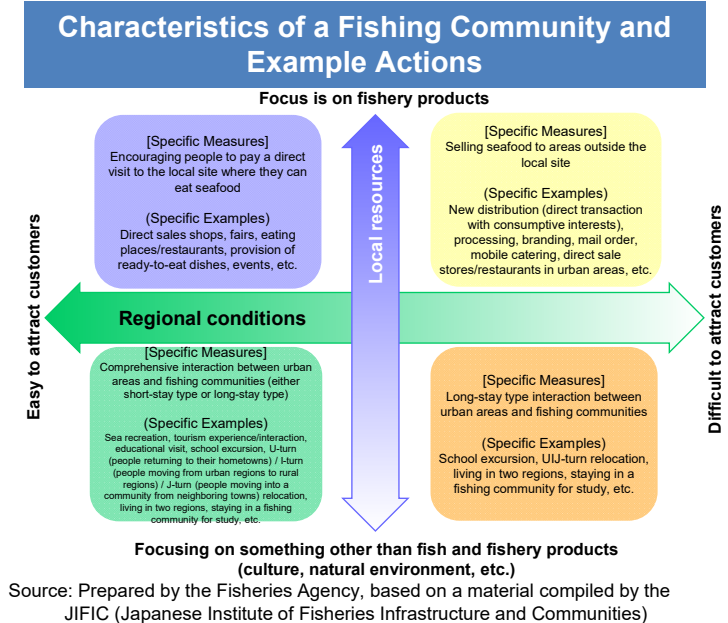 Characteristics of a Fishing Community and
Example Actions
Focus is on fishery products
[Specific Measures]
Encouraging people to pay a direct
visit to the local site where they can
eat seafood
(Specific Examples)
Direct sales shops, fairs, eating
places/restaurants, provision of
ready-to-eat dishes, events, etc.
Local resources
[Specific Measures]
Selling seafood to areas outside the
local site
(Specific Examples)
New distribution (direct transaction
with consumptive interests),
processing, branding, mail order,
mobile catering, direct sale
stores/restaurants in urban areas, etc.
Easy to attract customers
Regional conditions
Difficult to attract customers
[Specific Measures]
Comprehensive interaction between urban
areas and fishing communities (either
short-stay type or long-stay type)
(Specific Examples)
Sea recreation, tourism experience/interaction,
educational visit, school excursion, U-turn
(people returning to their hometowns) / I-turn
(people moving from urban regions to rural
regions) / J-turn (people moving into a
community from neighboring towns) relocation,
living in two regions, staying in a fishing
community for study, etc.
[Specific Measures]
Long-stay type interaction between
urban areas and fishing communities
(Specific Examples)
School excursion, UIJ-turn relocation,
living in two regions, staying in a
fishing community for study, etc.
Focusing on something other than fish and fishery products
(culture, natural environment, etc.)
Source: Prepared by the Fisheries Agency, based on a material compiled by the
JIFIC (Japanese Institute of Fisheries Infrastructure and Communities)